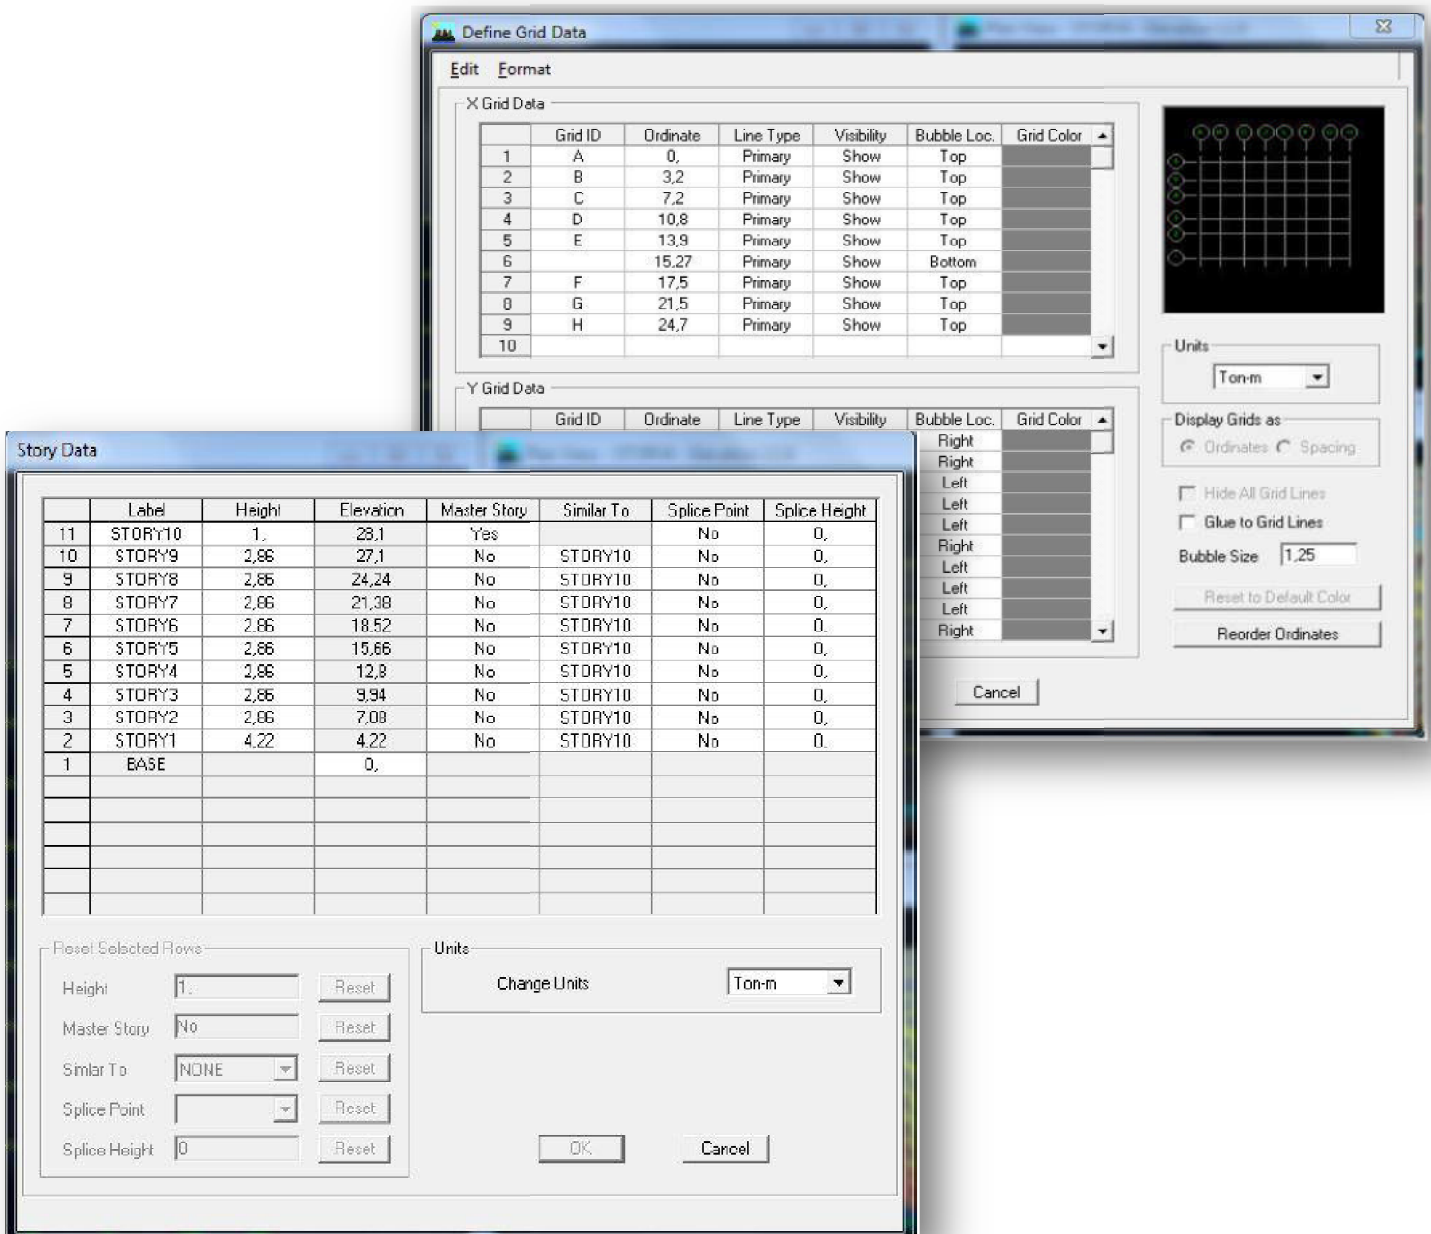 Define Grid Data
Edit Format
X Grid Data
Grid ID Ordinate Line Type Visibility Bubble Loc. Grid Color
1 A 0, Primary Show Top
2 B 3,2 Primary Show Top
3 C 7,2 Primary Show Top
4 D 10,8 Primary Show Top
5 E 13,9 Primary Show Top
6 15,27 Primary Show Bottom
7 F 17,5 Primary Show Top
8 G 21,5 Primary Show Top
9 H 24,7 Primary Show Top
10
Units
Ton-m
Y Grid Data
Grid ID Ordinate Line Type Visibility Bubble Loc. Grid Color
Right
Right
Left
Left
Left
Right
Left
Left
Left
Right
Display Grids as
Ordinates Spacing
Hide All Grid Lines
Glue to Grid Lines
Bubble Size 1,25
Reset to Default Color
Reorder Ordinates
Cancel
Story Data
Label Height Elevation Master Story Similar To Splice Point Splice Height
11 STORY10 1, 28,1 Yes No 0,
10 STORY9 2,86 27,1 No STORY10 No 0,
9 STORY8 2,86 24,24 No STORY10 No 0,
8 STORY7 2,86 21,38 No STORY10 No 0,
7 STORY6 2,86 18,52 No STORY10 No 0,
6 STORY5 2,86 15,66 No STORY10 No 0,
5 STORY4 2,86 12,8 No STORY10 No 0,
4 STORY3 2,86 9,94 No STORY10 No 0,
3 STORY2 2,86 7,08 No STORY10 No 0,
2 STORY1 4,22 4,22 No STORY10 No 0,
1 BASE 0,
Reset Selected Rows
Height 1, Reset
Master Story No Reset
Similar To NONE Reset
Splice Point Reset
Splice Height 0 Reset
Units
Change Units Ton-m
OK Cancel